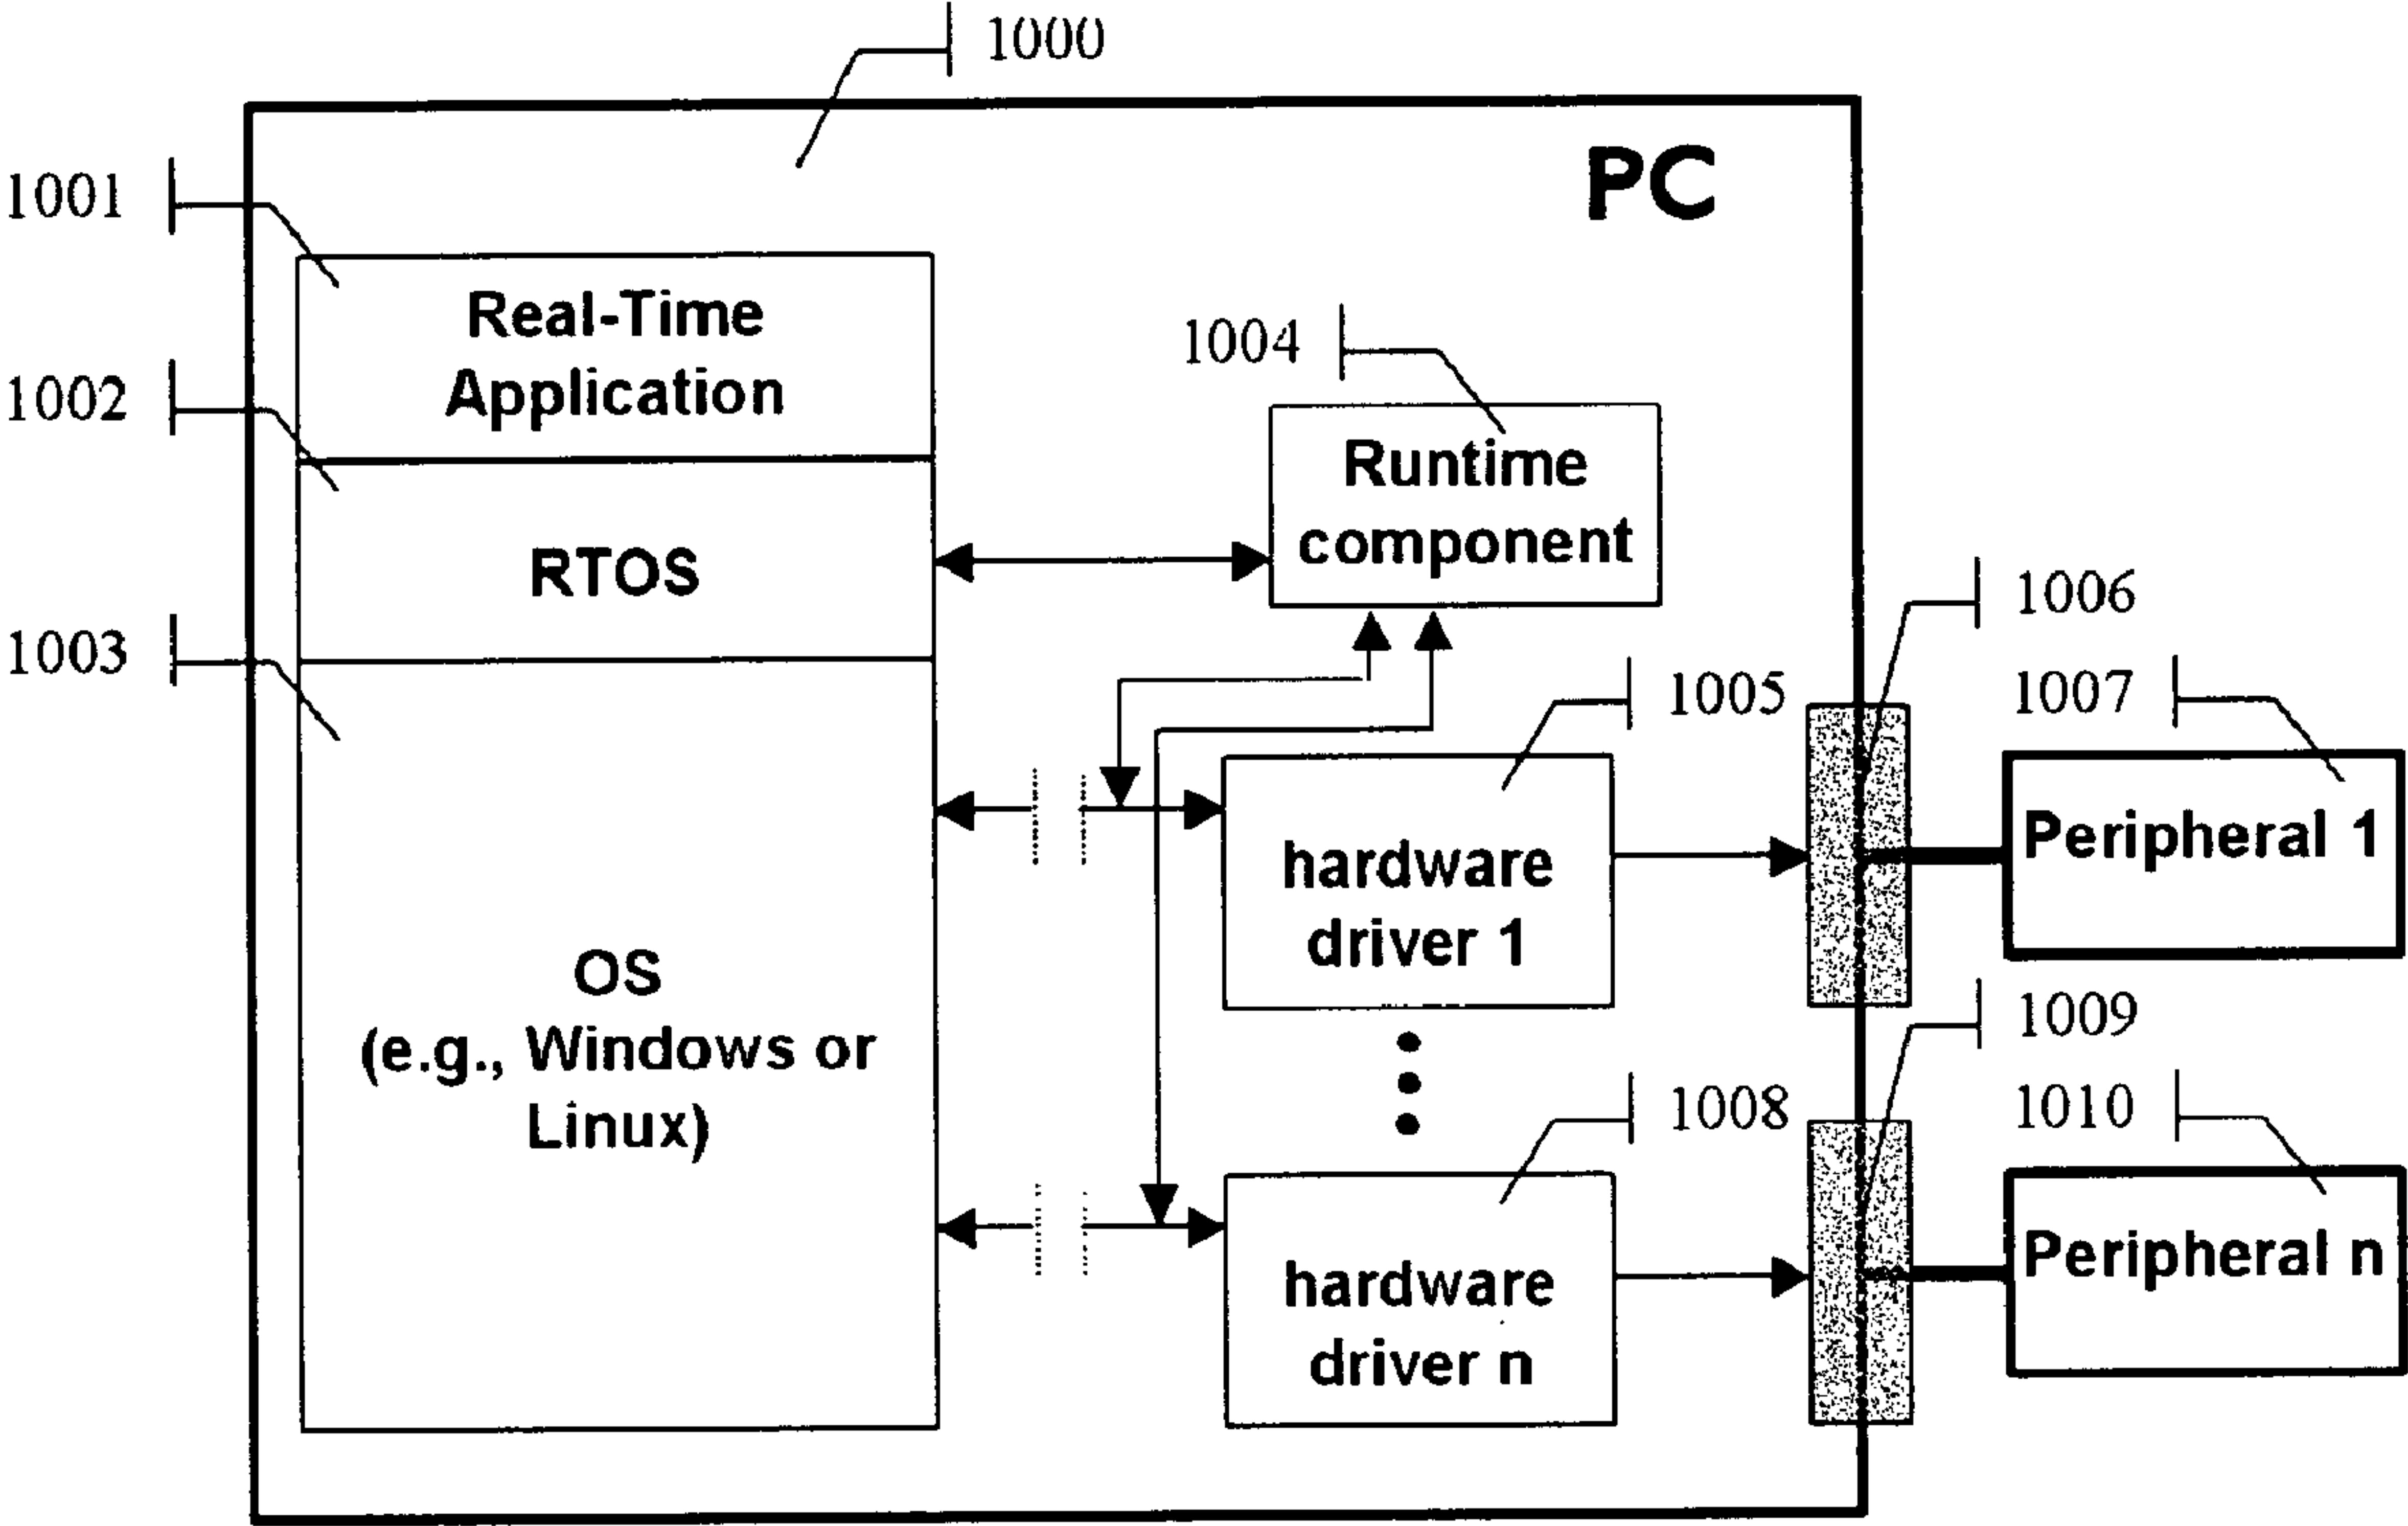 1000
PC
1001
Real-Time
Application
1004
1002
Runtime
component
RTOS
1006
1003
1005
1007
Peripheral 1
hardware
driver 1
OS
(e.g., Windows or
Linux)
1009
1008
1010
Peripheral n
hardware
driver n